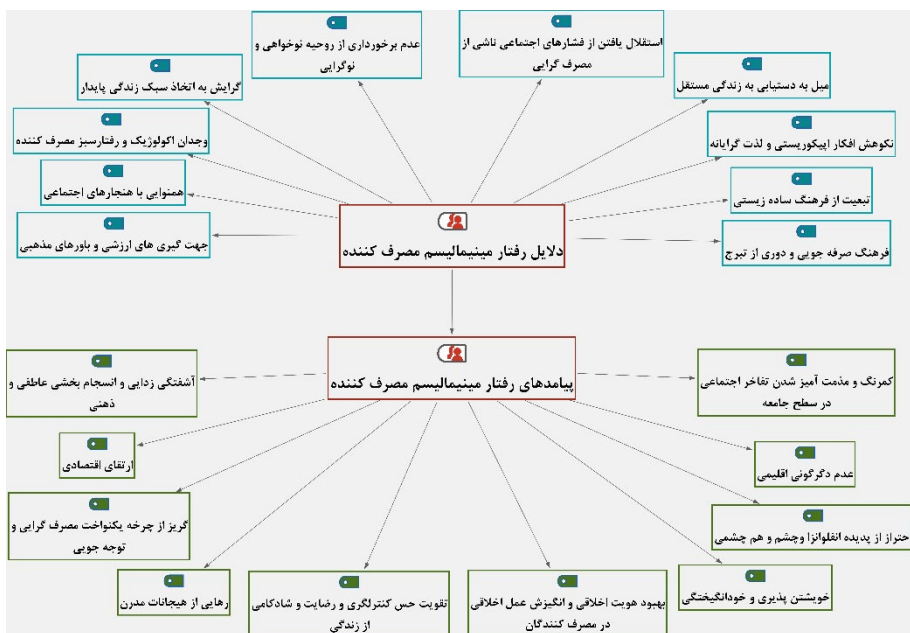 استقلال یافتن از فشارهای اجتماعی ناشی از
مصرف گرایی
عدم برخورداری از روحیه نوخواهی و
نوگرایی
میل به دستیابی به زندگی مستقل
گرایش به اتخاذ سبک زندگی پایدار
نکوهش افکار اپیکوریستی و لذت گرایانه
وجدان اکولوژیک و رفتارسبز مصرف کننده
تبعیت از فرهنگ ساده زیستی
همنوایی با هنجارهای اجتماعی
فرهنگ صرفه جویی و دوری از تبرج
دلایل رفتار مینیمالیسم مصرف کننده
جهت گیری های ارزشی و باورهای مذهبی
پیامدهای رفتار مینیمالیسم مصرف کننده
کمرنگ و مذمت آمیز شدن تفاخر اجتماعی
در سطح جامعه
آشفتگی زدایی و انسجام بخشی عاطفی و
ذهنی
عدم دگرگونی اقلیمی
ارتقای اقتصادی
حتراز از پدیده انفلوانزا وچشم و هم چشمی
گریز از چرخه یکنواخت مصرف گرایی و
توجه جویی
خویشتن پذیری و خودانگیختگی
بهبود هویت اخلاقی و انگیزش عمل اخلاقی
در مصرف کنندگان
تقویت حس کنترلگری و رضایت و شادکامی
از زندگی
رهایی از هیجانات مدرن